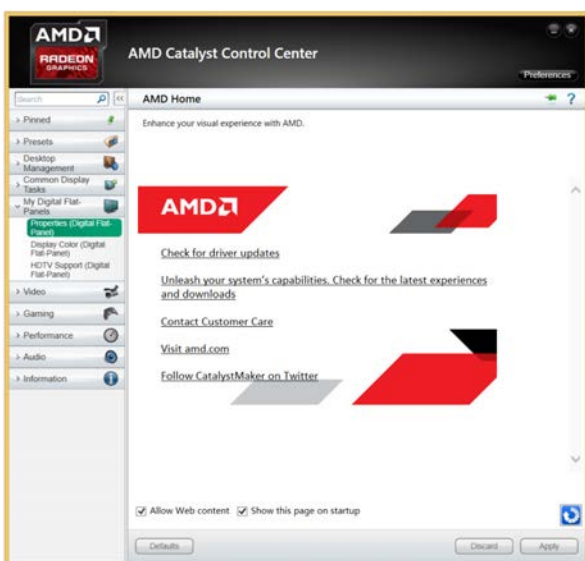 AMD
RADEON
GRAPHICS
AMD Catalyst Control Center
Preferences
Search
AMD Home
Pinned
Presets
Desktop
Management
Common Display
Tasks
My Digital Flat-
Panels
Properties (Digital Flat-
Panel)
Display Color (Digital
Flat-Panel)
HDTV Support (Digital
Flat-Panel)
Video
Gaming
Performance
Audio
Information
Enhance your visual experience with AMD.
AMD
Check for driver updates
Unleash your system's capabilities. Check for the latest experiences
and downloads
Contact Customer Care
Visit amd.com
Follow CatalystMaker on Twitter
Allow Web content Show this page on startup
Defaults Discard Apply